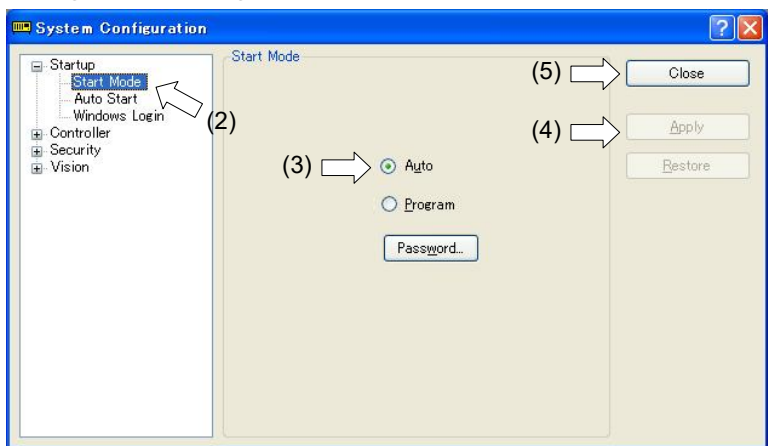 System Configuration
Startup
Start Mode
Auto Start
Windows Login
Controller
Security
Vision
(2)
Start Mode
(3)
Auto
Program
Password...
(5)
Close
(4)
Apply
Restore